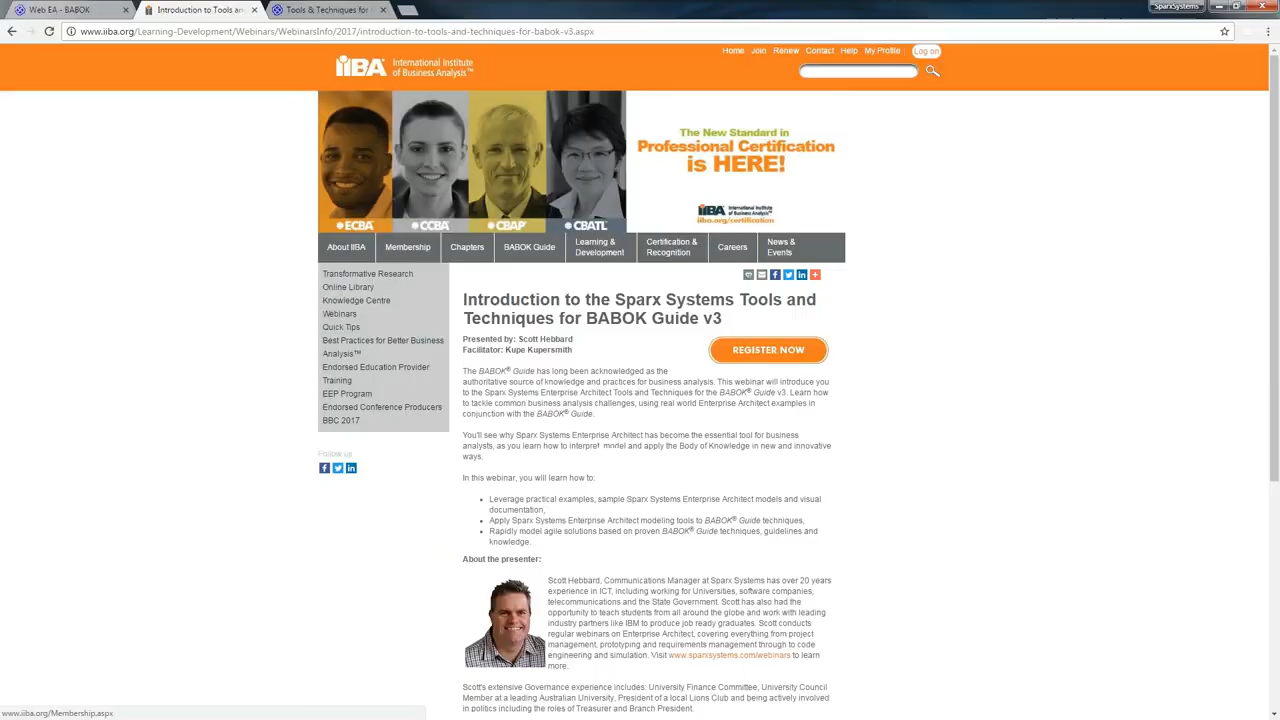 Web EA - BABOK
Introduction to Tools an
Tools & Techniques for
SparxSystems
www.iiba.org/Learning-Development/Webinars/WebinarsInfo/2017/introduction-to-tools-and-techniques-for-babok-v3.aspx
Home Join Renew Contact Help My Profile Log on
IIBA International Institute
of Business Analysis™
The New Standard in
Professional Certification
is HERE!
IIBA International Institute
of Business Analysis™
iiba.org/certification
ECBA CCBA CBAP CBATL
About IIBA Membership Chapters BABOK Guide Learning &
Development Certification &
Recognition Careers News &
Events
Transformative Research
Online Library
Knowledge Centre
Webinars
Quick Tips
Best Practices for Better Business
Analysis™
Endorsed Education Provider
Training
EEP Program
Endorsed Conference Producers
BBC 2017
Follow us
Introduction to the Sparx Systems Tools and
Techniques for BABOK Guide v3
Presented by: Scott Hebbard
Facilitator: Kupe Kupersmith
REGISTER NOW
The BABOK® Guide has long been acknowledged as the
authoritative source of knowledge and practices for business analysis. This webinar will introduce you
to the Sparx Systems Enterprise Architect Tools and Techniques for the BABOK® Guide v3. Learn how
to tackle common business analysis challenges, using real world Enterprise Architect examples in
conjunction with the BABOK® Guide.
You'll see why Sparx Systems Enterprise Architect has become the essential tool for business
analysts, as you learn how to interpret model and apply the Body of Knowledge in new and innovative
ways.
In this webinar, you will learn how to:
• Leverage practical examples, sample Sparx Systems Enterprise Architect models and visual
documentation,
• Apply Sparx Systems Enterprise Architect modeling tools to BABOK® Guide techniques,
• Rapidly model agile solutions based on proven BABOK® Guide techniques, guidelines and
knowledge.
About the presenter:
Scott Hebbard, Communications Manager at Sparx Systems has over 20 years
experience in ICT, including working for Universities, software companies,
telecommunications and the State Government. Scott has also had the
opportunity to teach students from all around the globe and work with leading
industry partners like IBM to produce job ready graduates. Scott conducts
regular webinars on Enterprise Architect, covering everything from project
management, prototyping and requirements management through to code
engineering and simulation. Visit www.sparxsystems.com/webinars to learn
more.
Scott's extensive Governance experience includes: University Finance Committee, University Council
Member at a leading Australian University, President of a local Lions Club and being actively involved
in politics including the roles of Treasurer and Branch President.
www.iiba.org/Membership.aspx